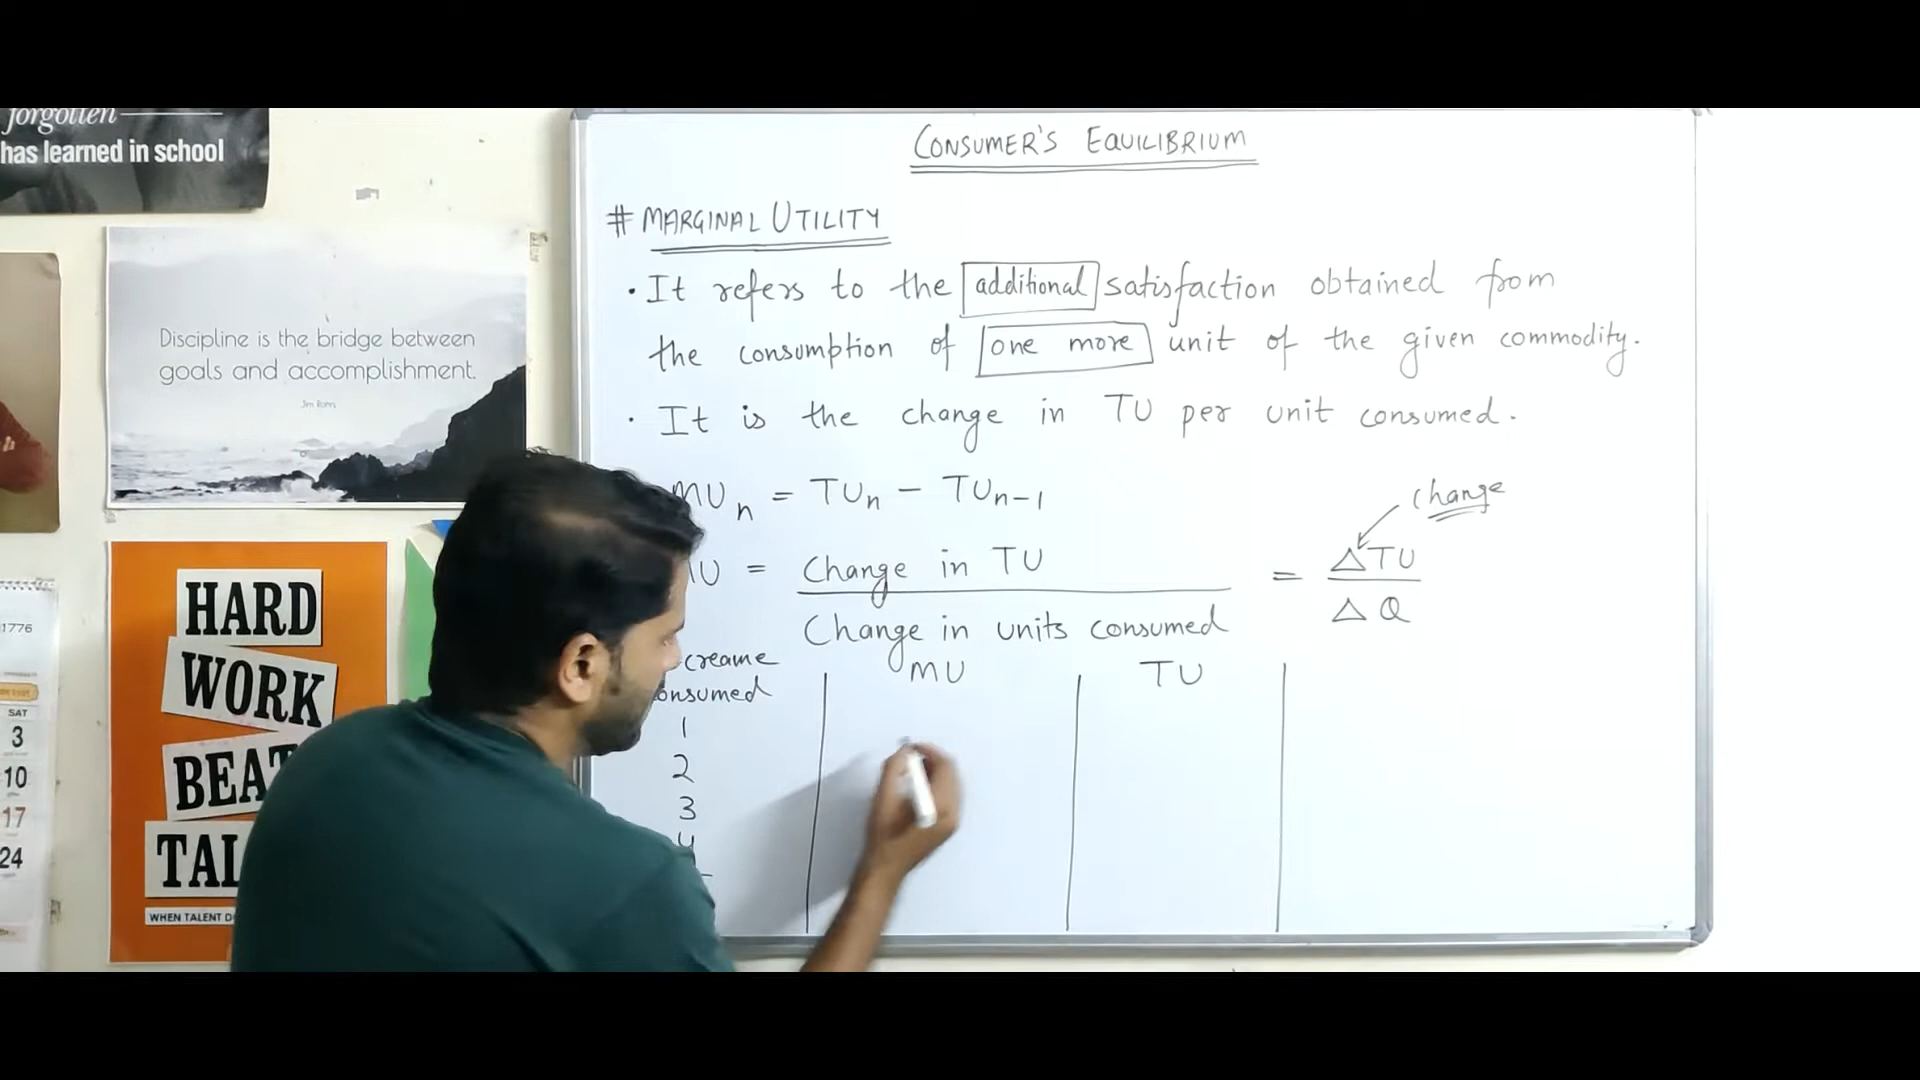 forgotten
has learned in school
CONSUMER'S EQUILIBRIUM
# MARGINAL UTILITY
• It refers to the additional satisfaction obtained from
the consumption of one more unit of the given commodity.
• It is the change in TU per unit consumed.
MUn = TUn - TUn-1
change
U = Change in TU = ΔTU
Change in units consumed ΔQ
creame MU TU
onsumed
1
2
3
4
Discipline is the bridge between
goals and accomplishment.
Jim Rohn
HARD
WORK
BEAT
TAL
WHEN TALENT D
1776
SAT
3
10
17
24